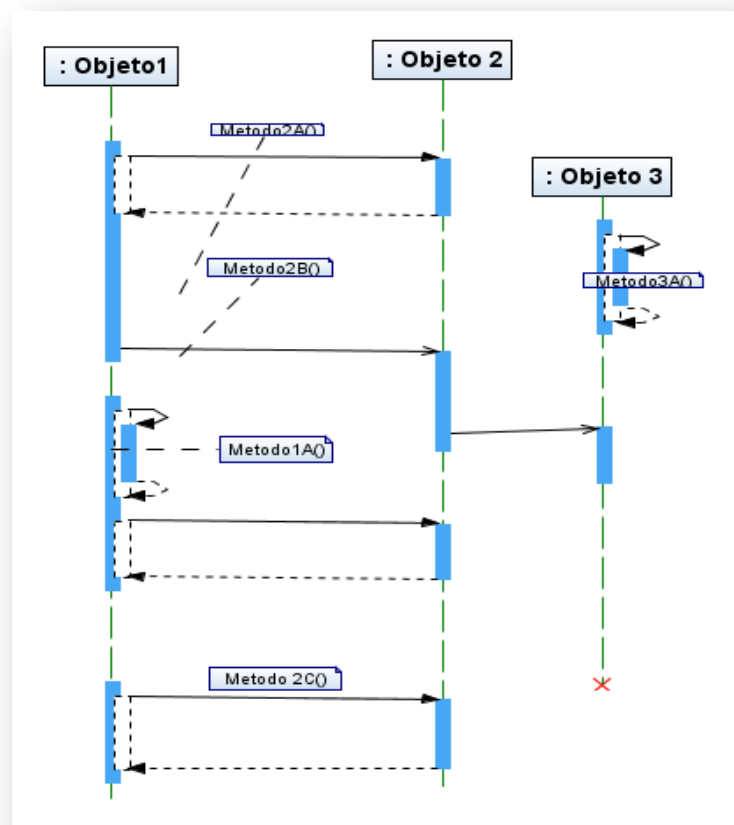 : Objeto1
: Objeto 2
Metodo2A()
: Objeto 3
Metodo2B()
Metodo3A()
Metodo1A()
Metodo 2C()